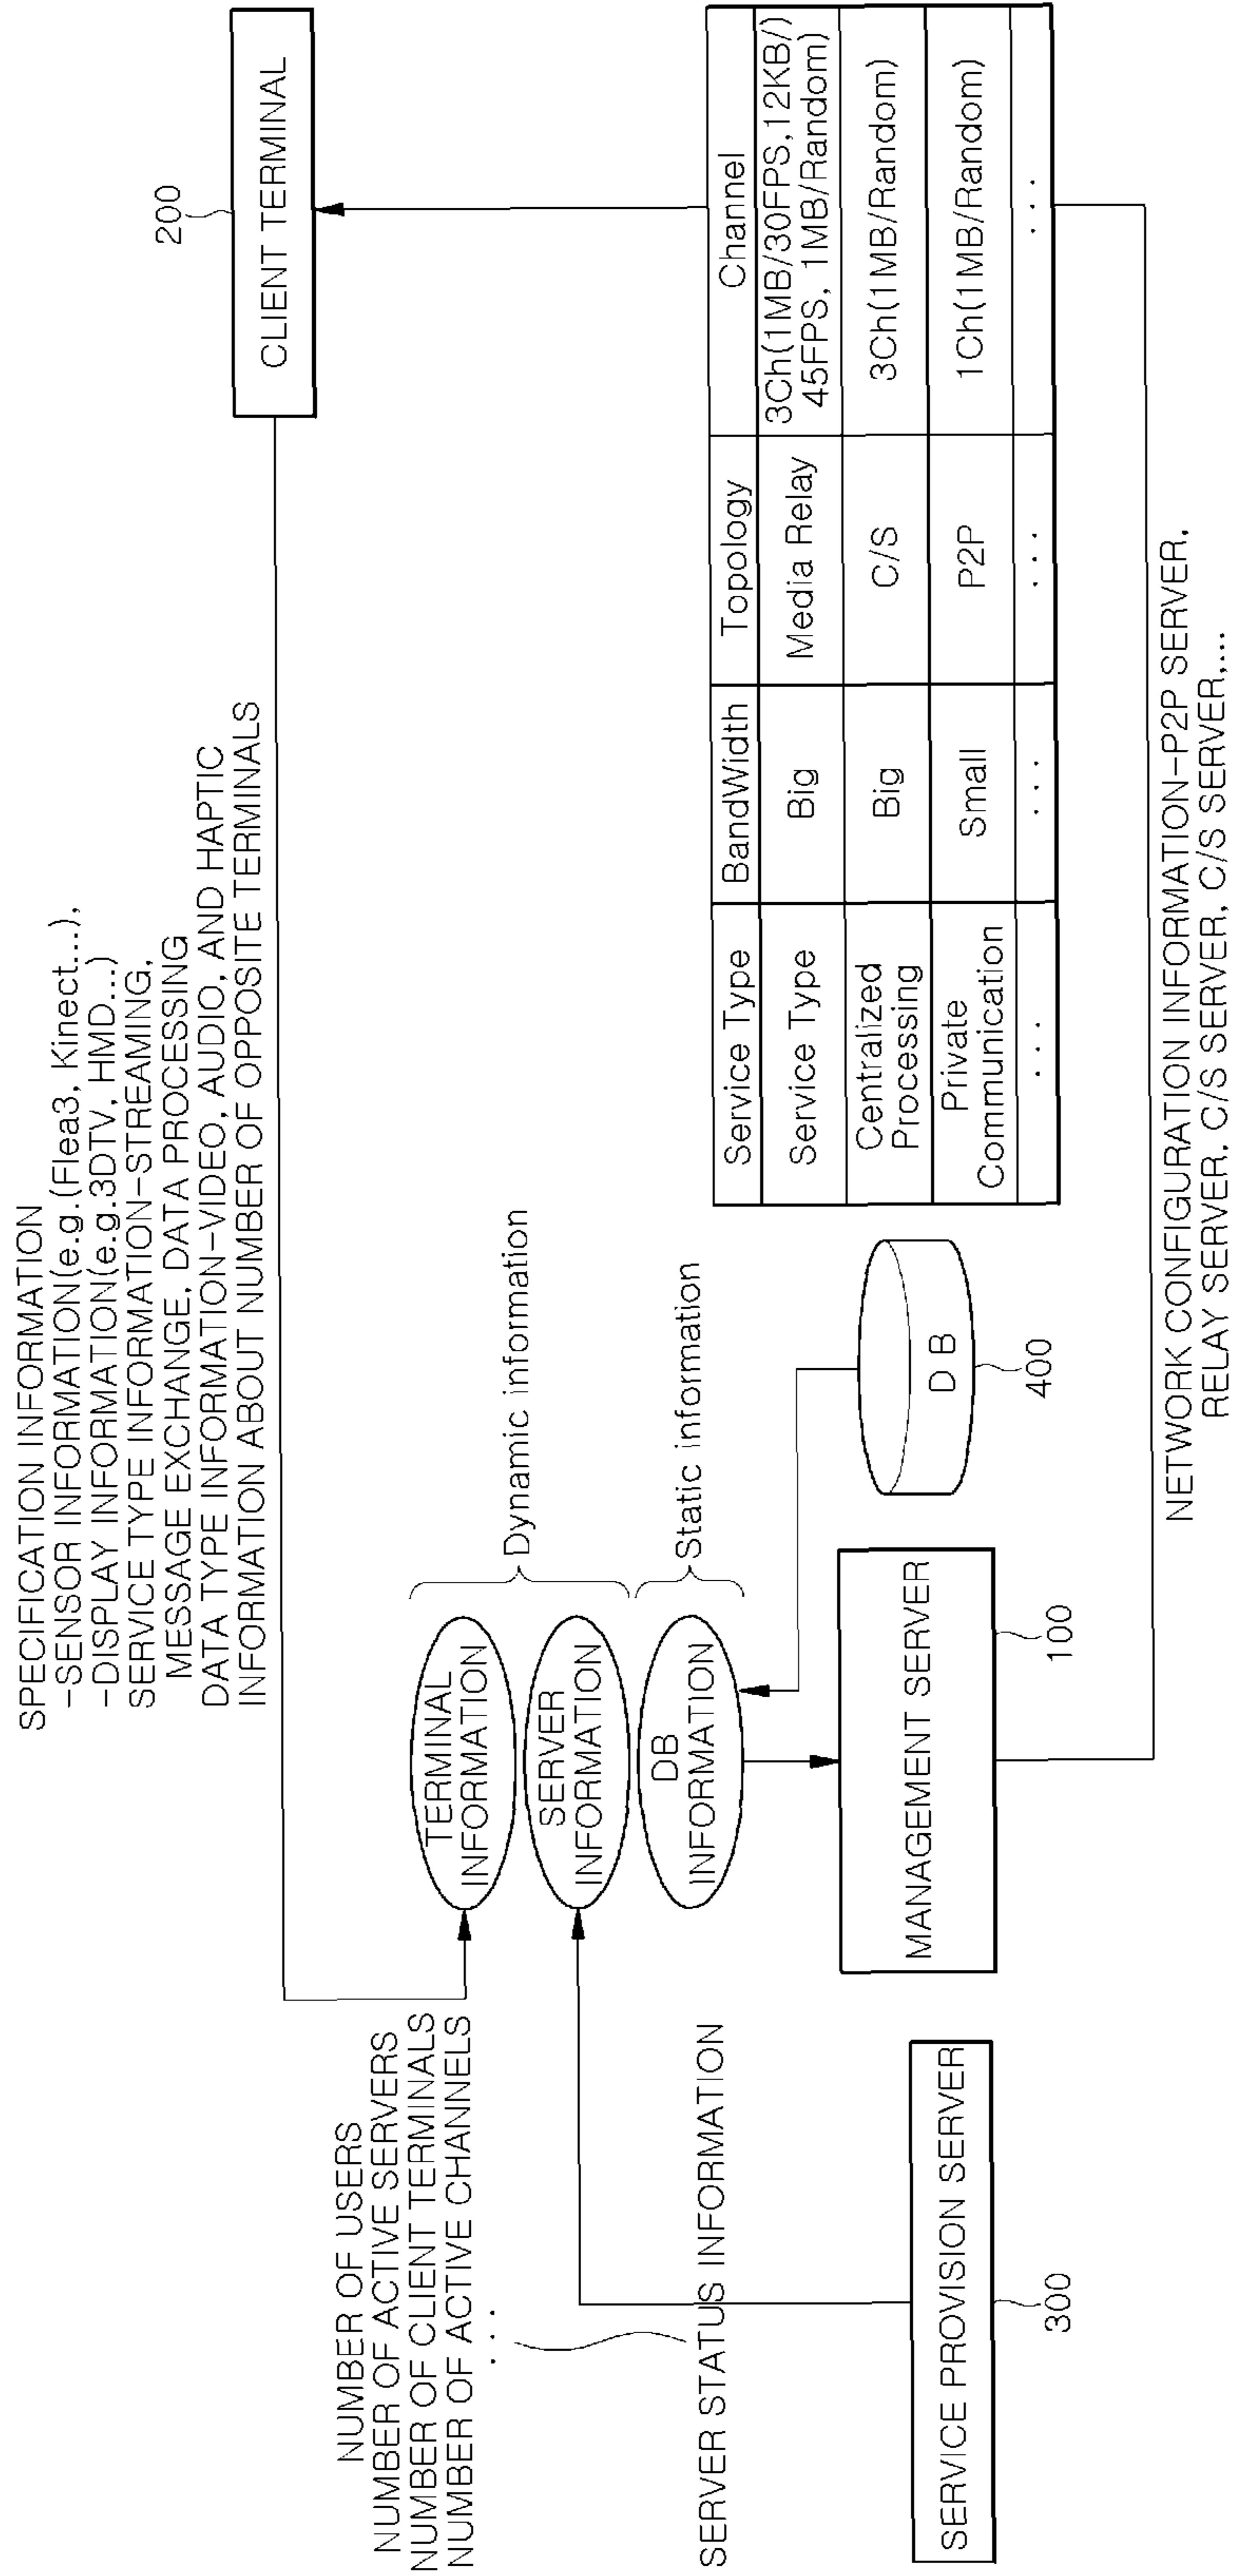 SPECIFICATION INFORMATION
-SENSOR INFORMATION(e.g.(Flea3, Kinect...),
-DISPLAY INFORMATION(e.g.3DTV, HMD...)
SERVICE TYPE INFORMATION-STREAMING,
MESSAGE EXCHANGE, DATA PROCESSING
DATA TYPE INFORMATION-VIDEO, AUDIO, AND HAPTIC
INFORMATION ABOUT NUMBER OF OPPOSITE TERMINALS
200
CLIENT TERMINAL
NUMBER OF USERS
NUMBER OF ACTIVE SERVERS
NUMBER OF CLIENT TERMINALS
NUMBER OF ACTIVE CHANNELS
...
TERMINAL
INFORMATION
SERVER
INFORMATION
Dynamic information
DB
INFORMATION
Static information
SERVER STATUS INFORMATION
SERVICE PROVISION SERVER
300
MANAGEMENT SERVER
100
DB
400
Service Type BandWidth Topology Channel
Service Type Big Media Relay 3Ch(1MB/30FPS,12KB/)
45FPS, 1MB/Random)
Centralized
Processing Big C/S 3Ch(1MB/Random)
Private
Communication Small P2P 1Ch(1MB/Random)
... ... ... ...
NETWORK CONFIGURATION INFORMATION-P2P SERVER,
RELAY SERVER, C/S SERVER, C/S SERVER,...